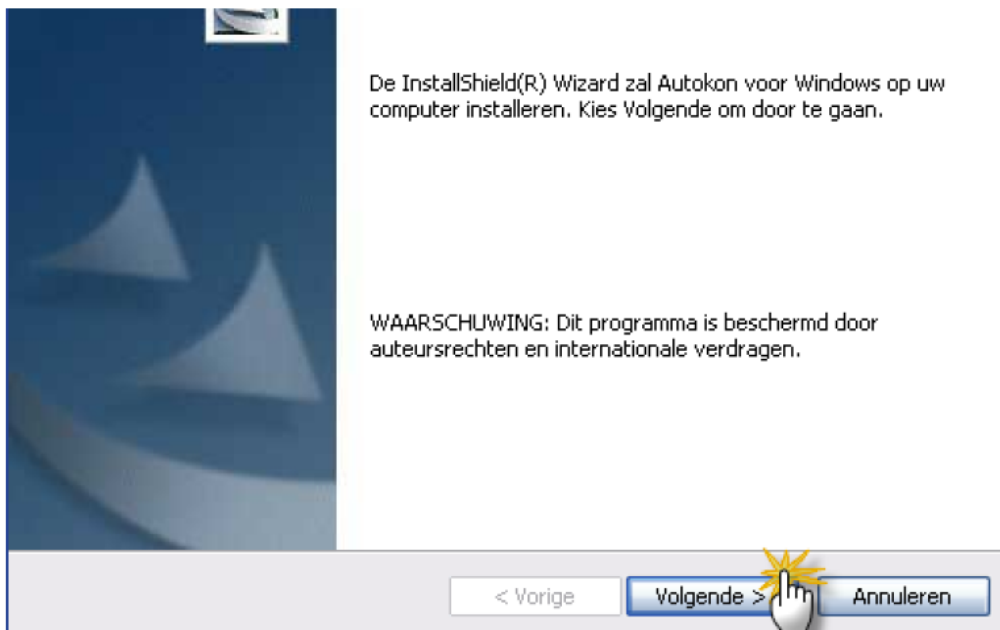 De InstallShield(R) Wizard zal Autokon voor Windows op uw
computer installeren. Kies Volgende om door te gaan.
WAARSCHUWING: Dit programma is beschermd door
auteursrechten en internationale verdragen.
< Vorige
Volgende >
Annuleren